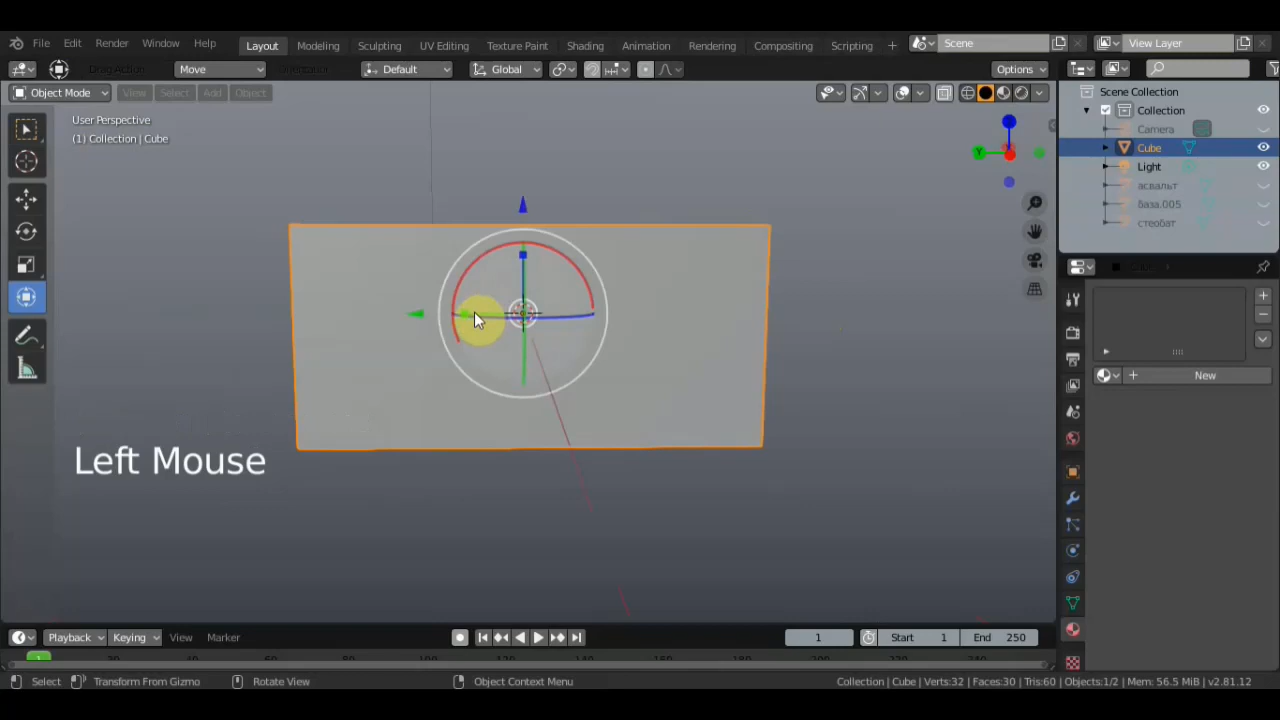 File Edit Render Window Help Layout Modeling Sculpting UV Editing Texture Paint Shading Animation Rendering Compositing Scripting + Scene View Layer
Drag Action Move Orientation Default Global Options
Object Mode View Select Add Object
User Perspective
(1) Collection | Cube
Scene Collection
Collection
Camera
Cube
Light
асвальт
база.005
стеобат
Cube
New
Left Mouse
Playback Keying View Marker 1 Start 1 End 250
Select Transform From Gizmo Rotate View Object Context Menu Collection | Cube | Verts:32 | Faces:30 | Tris:60 | Objects:1/2 | Mem: 56.5 MiB | v2.81.12